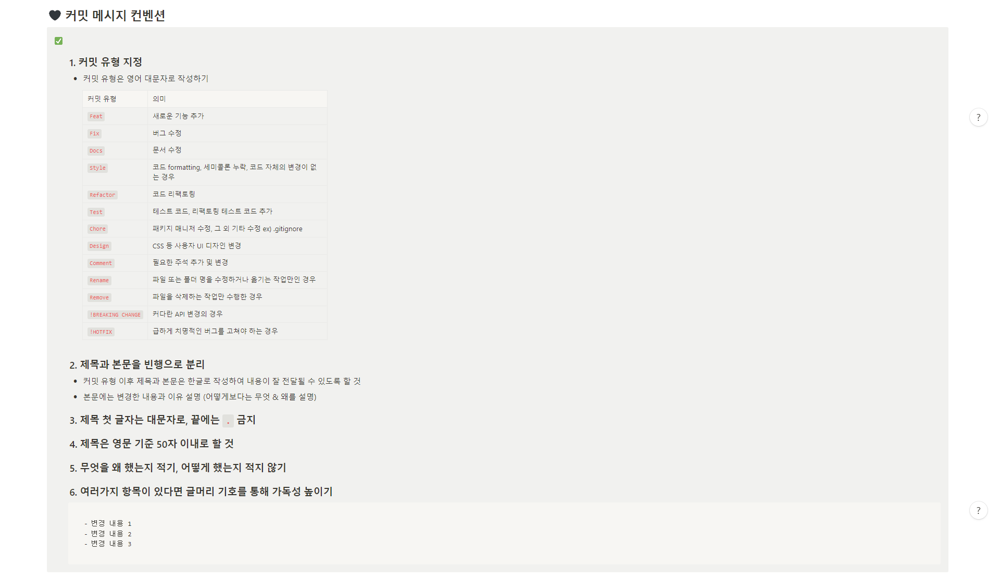 🖤 커밋 메시지 컨벤션
✅
1. 커밋 유형 지정
• 커밋 유형은 영어 대문자로 작성하기
커밋 유형 의미
Feat 새로운 기능 추가
Fix 버그 수정
Docs 문서 수정
Style 코드 formatting, 세미콜론 누락, 코드 자체의 변경이 없
는 경우
Refactor 코드 리팩토링
Test 테스트 코드, 리팩토링 테스트 코드 추가
Chore 패키지 매니저 수정, 그 외 기타 수정 ex) .gitignore
Design CSS 등 사용자 UI 디자인 변경
Comment 필요한 주석 추가 및 변경
Rename 파일 또는 폴더 명을 수정하거나 옮기는 작업만인 경우
Remove 파일을 삭제하는 작업만 수행한 경우
!BREAKING CHANGE 커다란 API 변경의 경우
!HOTFIX 급하게 치명적인 버그를 고쳐야 하는 경우
?
2. 제목과 본문을 빈행으로 분리
• 커밋 유형 이후 제목과 본문은 한글로 작성하여 내용이 잘 전달될 수 있도록 할 것
• 본문에는 변경한 내용과 이유 설명 (어떻게보다는 무엇 & 왜를 설명)
3. 제목 첫 글자는 대문자로, 끝에는 . 금지
4. 제목은 영문 기준 50자 이내로 할 것
5. 무엇을 왜 했는지 적기, 어떻게 했는지 적지 않기
6. 여러가지 항목이 있다면 글머리 기호를 통해 가독성 높이기
- 변경 내용 1
- 변경 내용 2
- 변경 내용 3
?